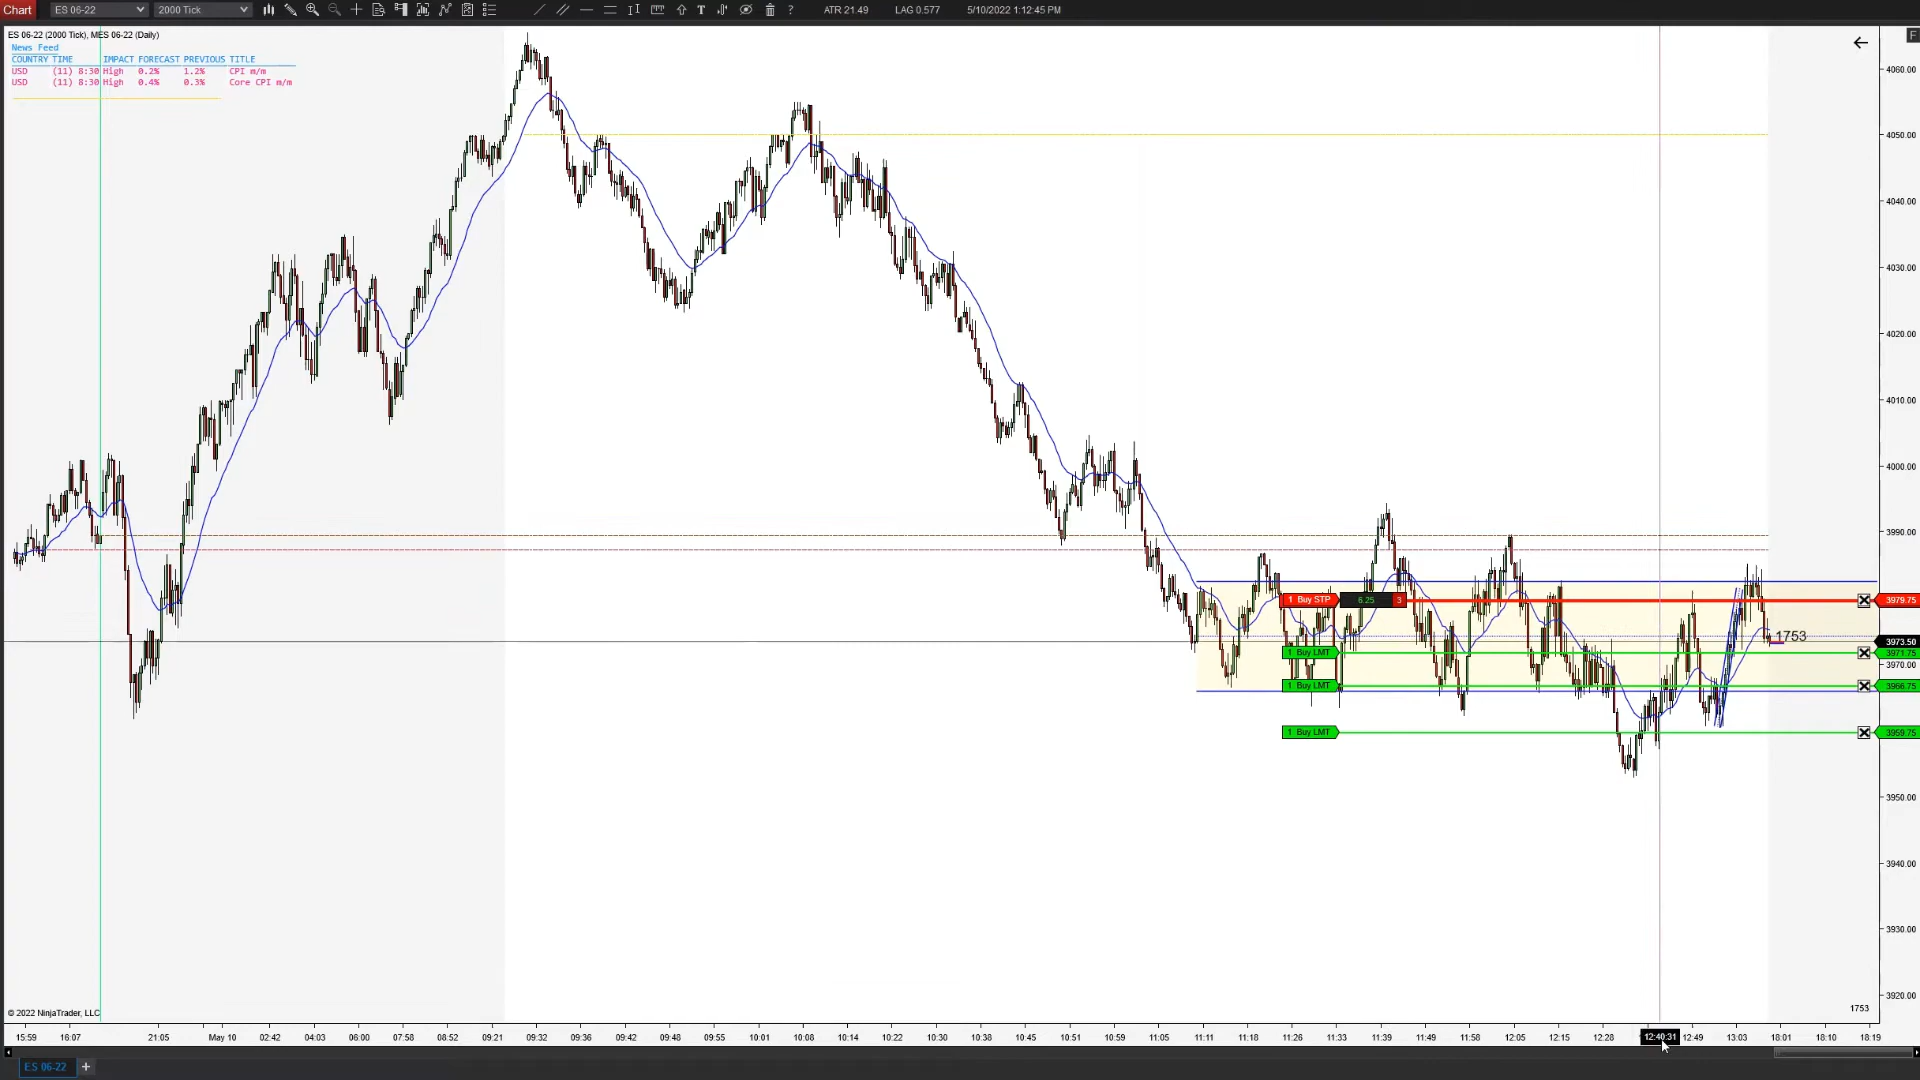 Chart ES 06-22 2000 Tick T ? ATR 21.49 LAG 0.577 5/10/2022 1:12:45 PM
ES 06-22 (2000 Tick), MES 06-22 (Daily)
F
News Feed
COUNTRY TIME IMPACT FORECAST PREVIOUS TITLE
USD (11) 8:30 High 0.2% 1.2% CPI m/m
USD (11) 8:30 High 0.4% 0.3% Core CPI m/m
4060.00
4050.00
4040.00
4030.00
4020.00
4010.00
4000.00
3990.00
1 Buy STP 6.25 3 3979.75
1753
3973.50
1 Buy LMT 3971.75
3970.00
1 Buy LMT 3966.75
1 Buy LMT 3959.75
3950.00
3940.00
3930.00
3920.00
© 2022 NinjaTrader, LLC
1753
15:59 16:07 21:05 May 10 02:42 04:03 06:00 07:58 08:52 09:21 09:32 09:36 09:42 09:48 09:55 10:01 10:08 10:14 10:22 10:30 10:38 10:45 10:51 10:59 11:05 11:11 11:18 11:26 11:33 11:39 11:49 11:58 12:05 12:15 12:28 12:40:31 12:49 13:03 18:01 18:10 18:19
ES 06-22 +